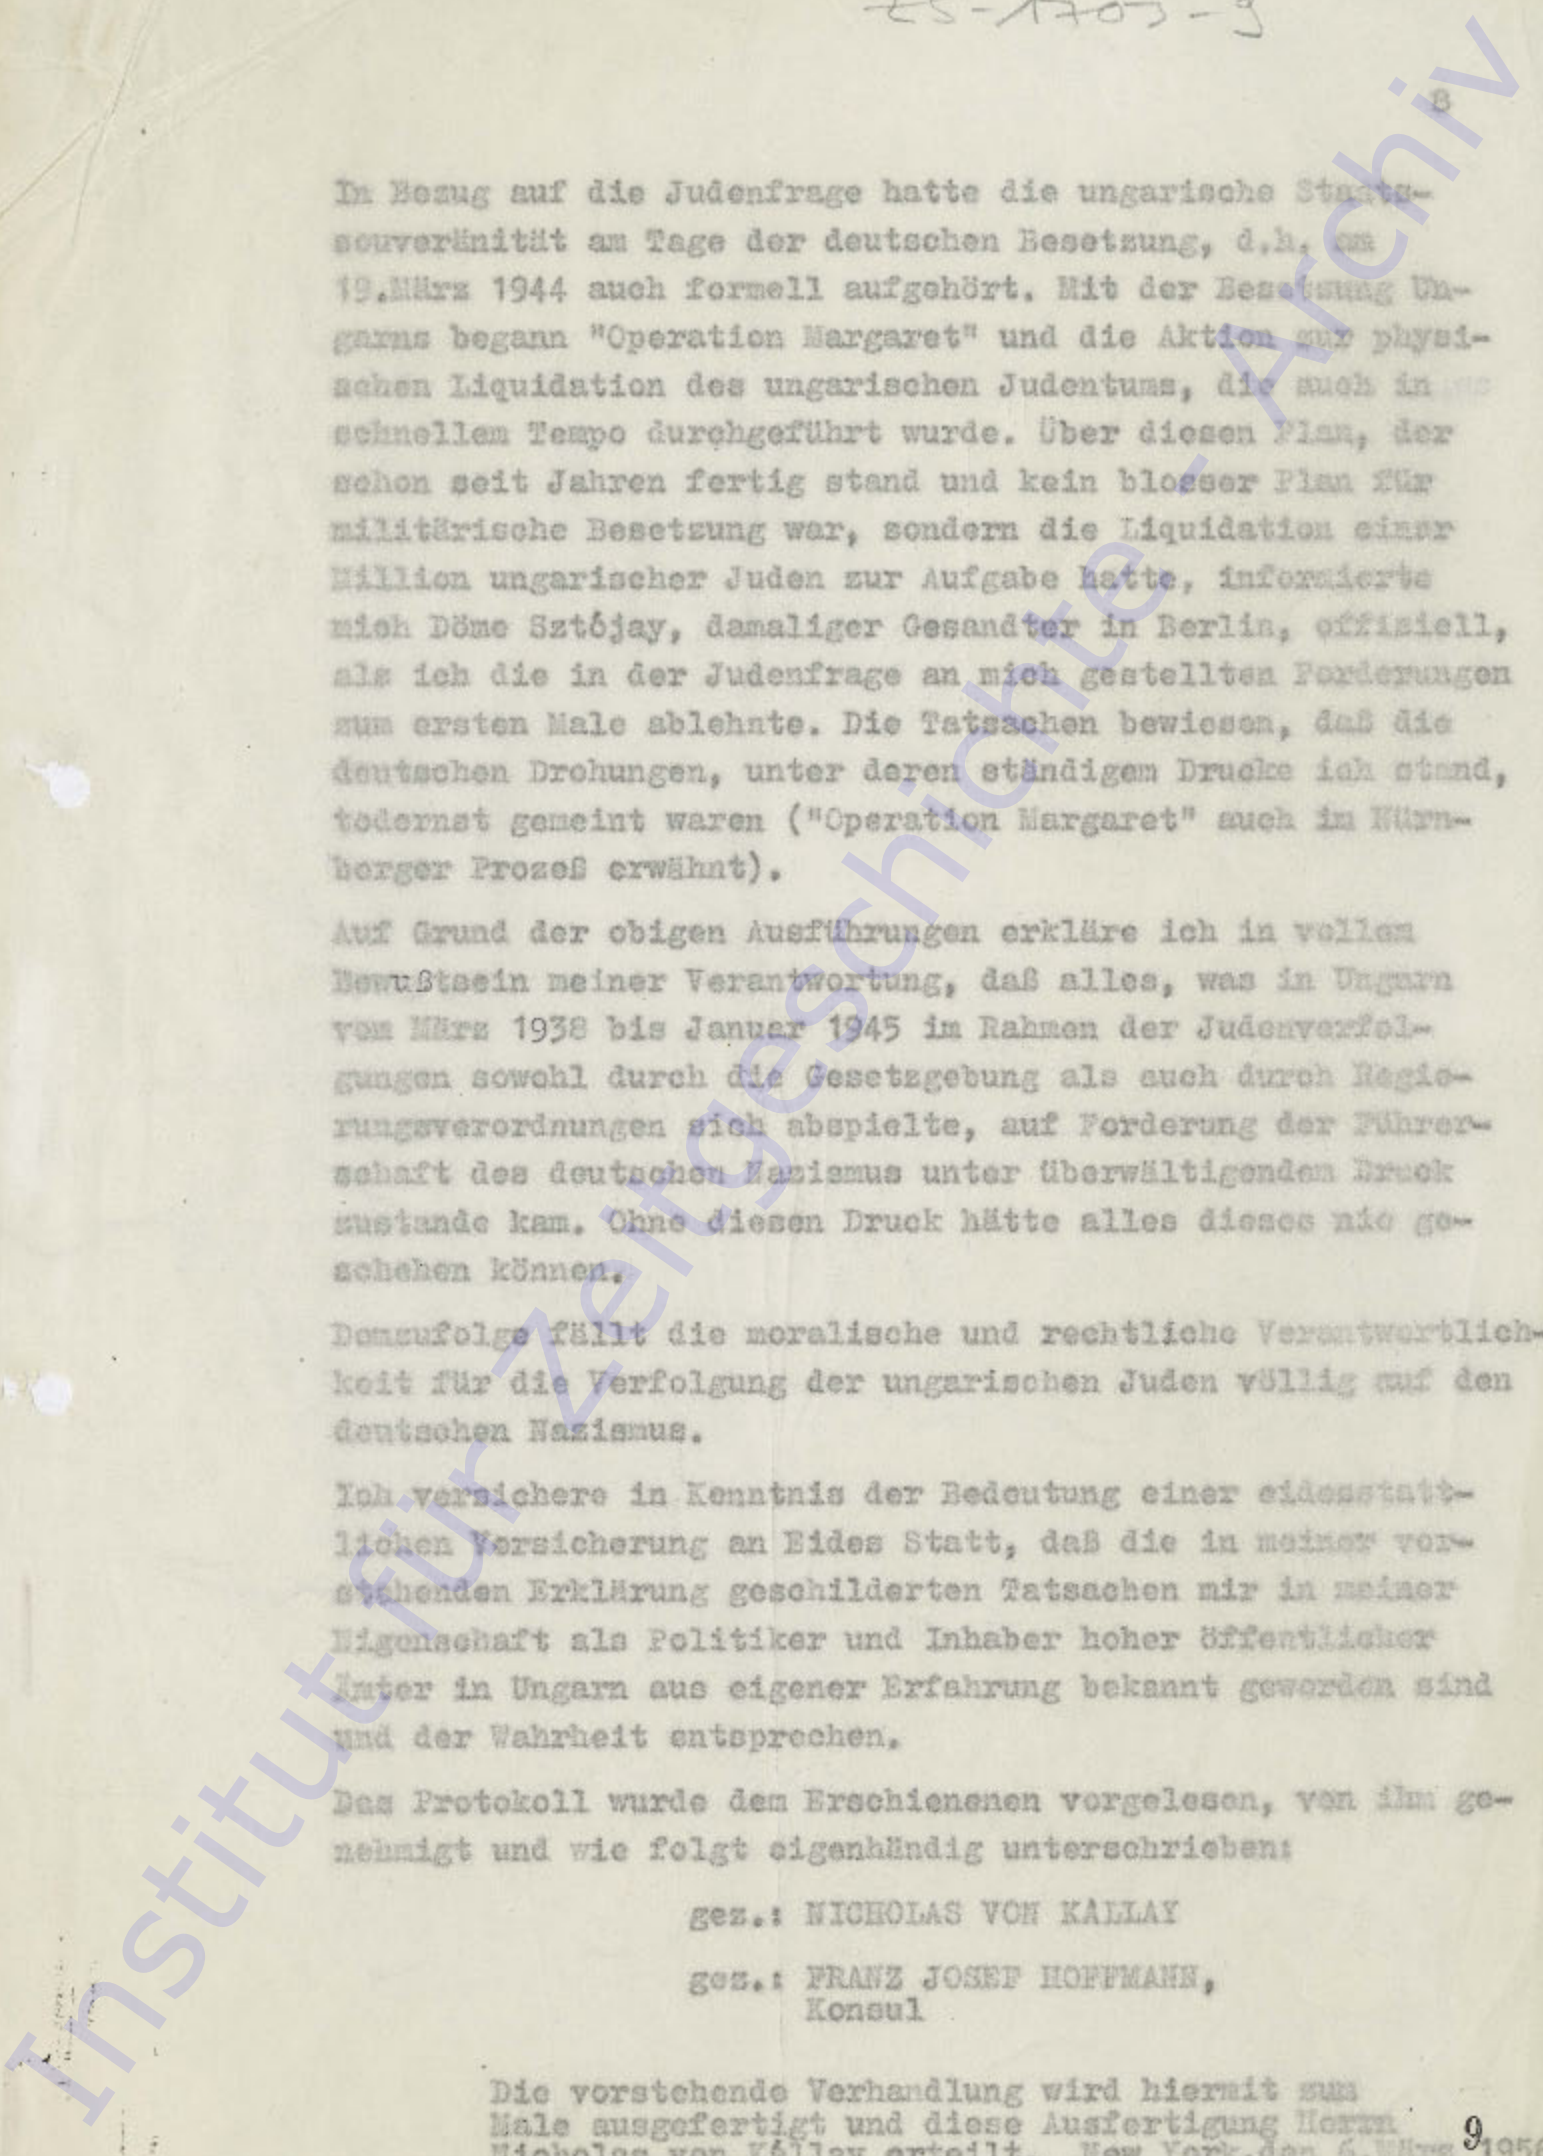 ZS-1703-9
8
In Bezug auf die Judenfrage hatte die ungarische Staats-
souveränität am Tage der deutschen Besetzung, d.h. am
19.März 1944 auch formell aufgehört. Mit der Besetzung Un-
garns begann "Operation Margaret" und die Aktion zur physi-
schen Liquidation des ungarischen Judentums, die auch in
schnellem Tempo durchgeführt wurde. Über diesen Plan, der
schon seit Jahren fertig stand und kein blosser Plan für
militärische Besetzung war, sondern die Liquidation einer
Million ungarischer Juden zur Aufgabe hatte, informierte
mich Döme Sztójay, damaliger Gesandter in Berlin, offiziell,
als ich die in der Judenfrage an mich gestellten Forderungen
zum ersten Male ablehnte. Die Tatsachen bewiesen, daß die
deutschen Drohungen, unter deren ständigem Drucke ich stand,
todernst gemeint waren ("Operation Margaret" auch im Nürn-
berger Prozeß erwähnt).
Auf Grund der obigen Ausführungen erkläre ich in vollem
Bewußtsein meiner Verantwortung, daß alles, was in Ungarn
vom März 1938 bis Januar 1945 im Rahmen der Judenverfol-
gungen sowohl durch die Gesetzgebung als auch durch Regie-
rungsverordnungen sich abspielte, auf Forderung der Führer-
schaft des deutschen Nazismus unter überwältigendem Druck
zustande kam. Ohne diesen Druck hätte alles dieses nie ge-
schehen können.
Demzufolge fällt die moralische und rechtliche Verantwortlich-
keit für die Verfolgung der ungarischen Juden völlig auf den
deutschen Nazismus.
Ich versichere in Kenntnis der Bedeutung einer eidesstatt-
lichen Versicherung an Eides Statt, daß die in meiner vor-
stehenden Erklärung geschilderten Tatsachen mir in meiner
Eigenschaft als Politiker und Inhaber hoher öffentlicher
Ämter in Ungarn aus eigener Erfahrung bekannt geworden sind
und der Wahrheit entsprechen.
Das Protokoll wurde dem Erschienenen vorgelesen, von ihm ge-
nehmigt und wie folgt eigenhändig unterschrieben:
gez.: NICHOLAS VON KÁLLAY
gez.: FRANZ JOSEF HOFFMANN,
Konsul
Die vorstehende Verhandlung wird hiermit zum
Male ausgefertigt und diese Ausfertigung Herrn
Nicholas von Kállay erteilt. New York, den
9
Institut für Zeitgeschichte - Archiv